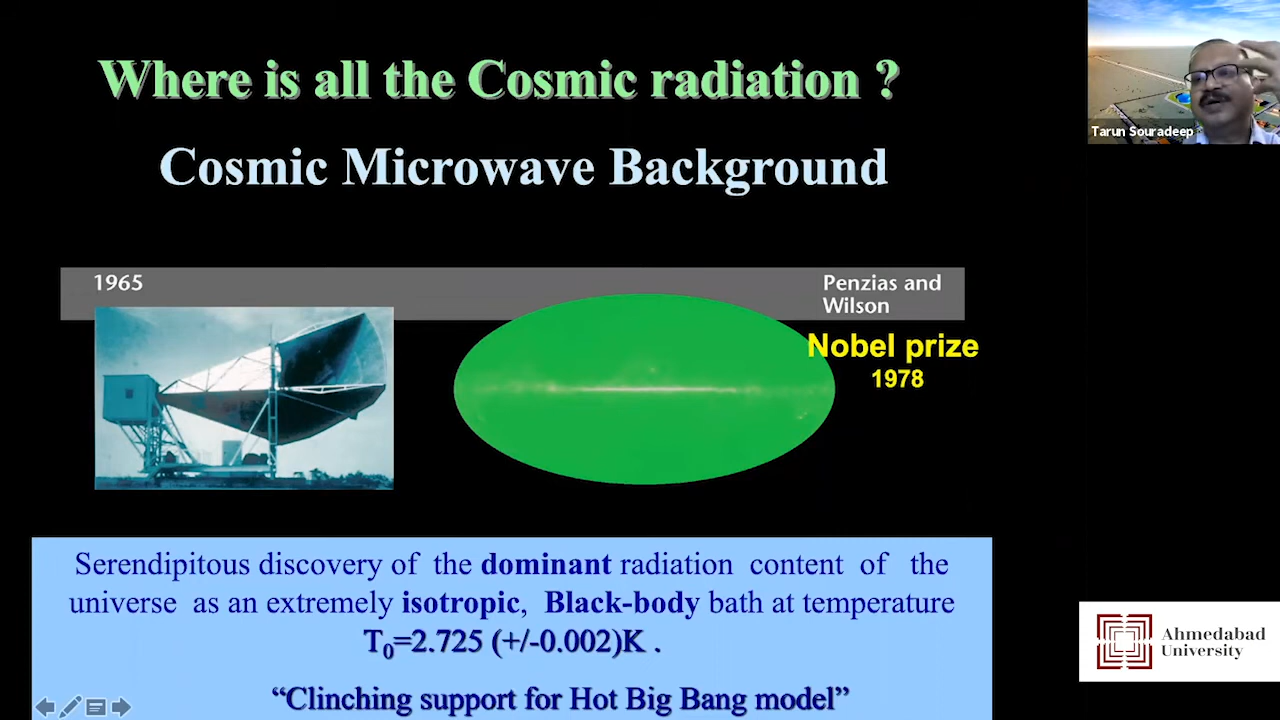 Where is all the Cosmic radiation ?
Cosmic Microwave Background
Tarun Souradeep
1965
Penzias and
Wilson
Nobel prize
1978
Serendipitous discovery of the dominant radiation content of the
universe as an extremely isotropic, Black-body bath at temperature
T₀=2.725 (+/-0.002)K .
“Clinching support for Hot Big Bang model”
Ahmedabad
University